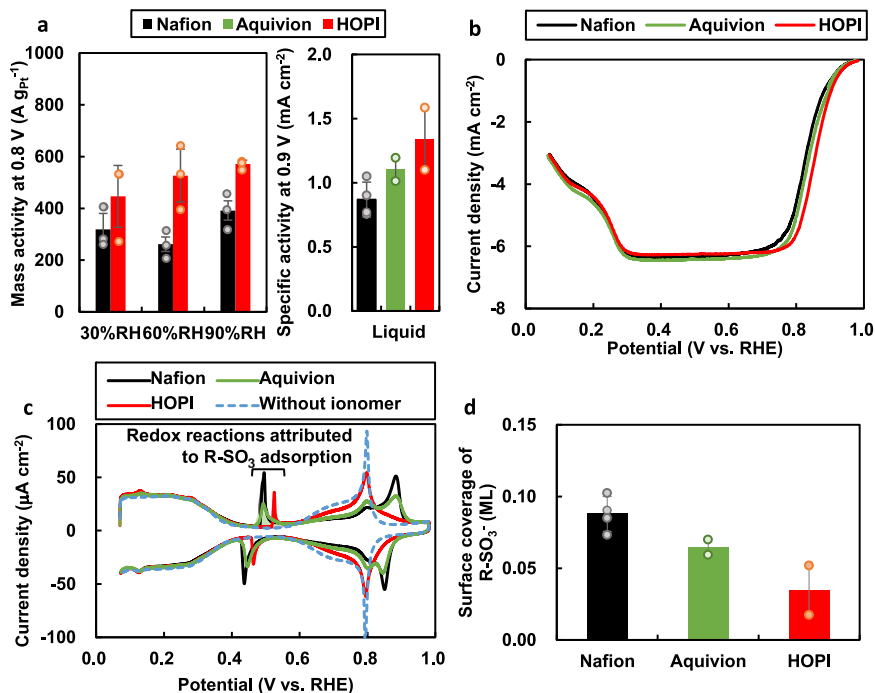 a
Nafion Aquivion HOPI
Mass activity at 0.8 V (A gPt⁻¹)
1000
800
600
400
200
0
30%RH 60%RH 90%RH
Specific activity at 0.9 V (mA cm⁻²)
2.0
1.5
1.0
0.5
0.0
Liquid
b
Nafion Aquivion HOPI
Current density (mA cm⁻²)
0
-2
-4
-6
-8
0.0 0.2 0.4 0.6 0.8 1.0
Potential (V vs. RHE)
c
Nafion Aquivion
HOPI Without ionomer
Redox reactions attributed
to R-SO₃ adsorption
Current density (µA cm⁻²)
100
50
0
-50
-100
0.0 0.2 0.4 0.6 0.8 1.0
Potential (V vs. RHE)
d
Surface coverage of
R-SO₃- (ML)
0.15
0.10
0.05
0.00
Nafion Aquivion HOPI